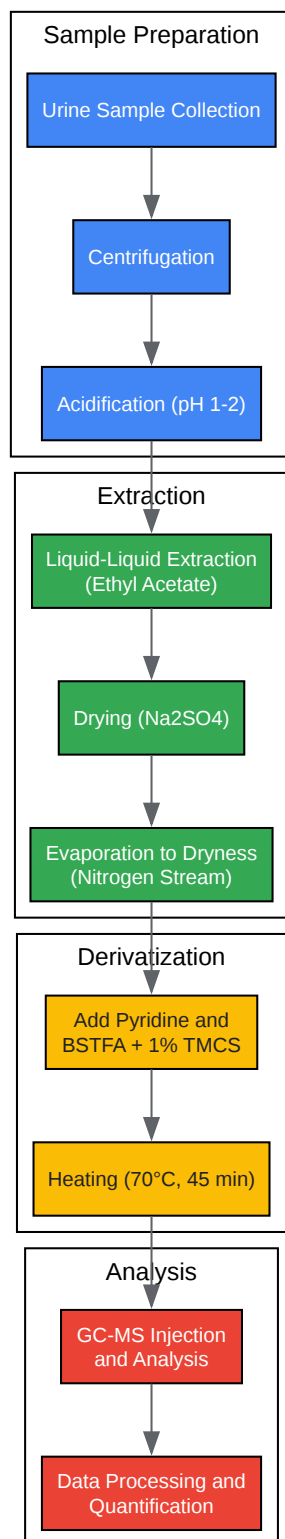 Sample Preparation
Urine Sample Collection
Centrifugation
Acidification (pH 1-2)
Extraction
Liquid-Liquid Extraction
(Ethyl Acetate)
Drying (Na2SO4)
Evaporation to Dryness
(Nitrogen Stream)
Derivatization
Add Pyridine and
BSTFA + 1% TMCS
Heating (70°C, 45 min)
Analysis
GC-MS Injection
and Analysis
Data Processing and
Quantification